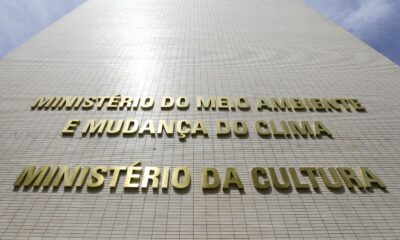 MINISTÉRIO DO MEIO AMBIENTE
E MUDANÇA DO CLIMA
MINISTÉRIO DA CULTURA